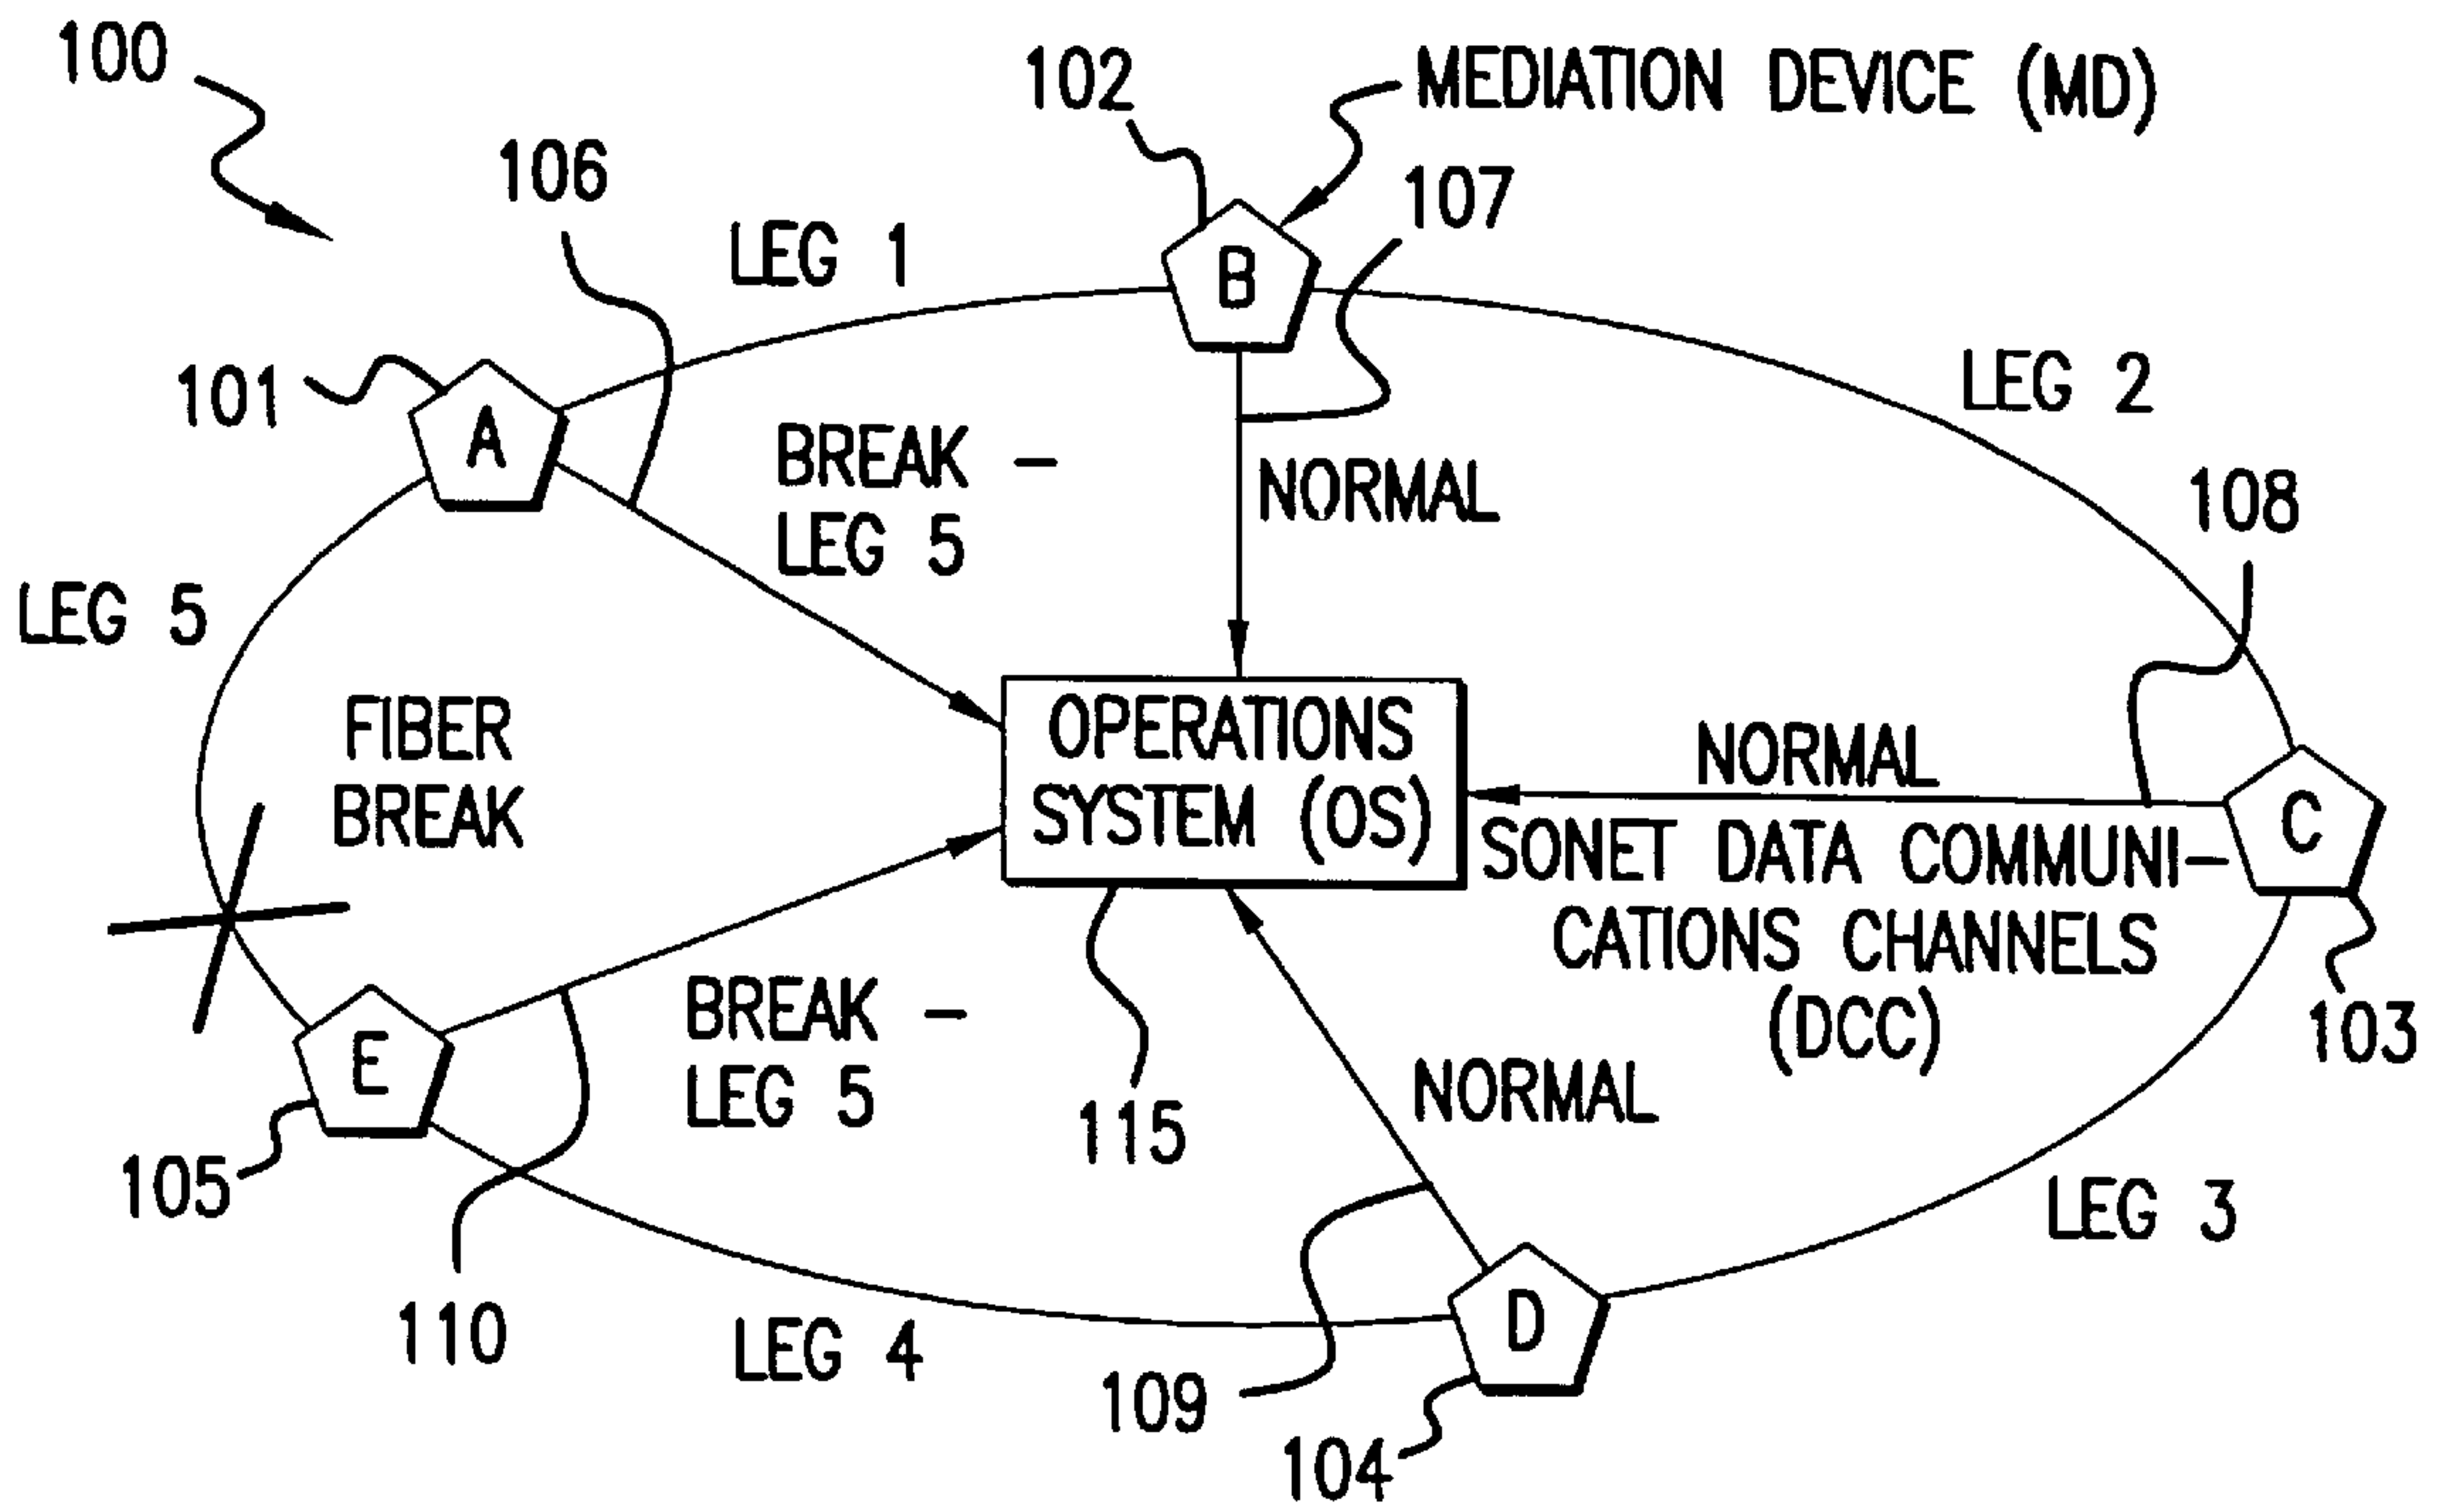 100
102
MEDIATION DEVICE (MD)
106
107
LEG 1
B
LEG 2
101
A
BREAK -
LEG 5
NORMAL
108
LEG 5
FIBER
BREAK
OPERATIONS
SYSTEM (OS)
NORMAL
SONET DATA COMMUNI-
CATIONS CHANNELS
(DCC)
C
103
E
BREAK -
LEG 5
NORMAL
115
105
110
LEG 3
LEG 4
D
109
104